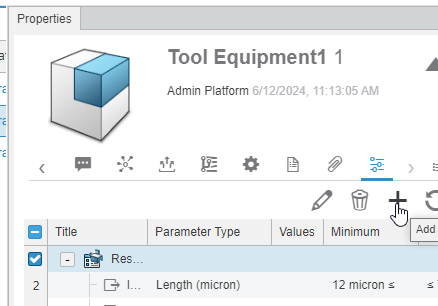 Properties
Tool Equipment1 1
Admin Platform 6/12/2024, 11:13:05 AM
Add
Title Parameter Type Values Minimum
Res...
2 I... Length (micron) 12 micron ≤ ≤